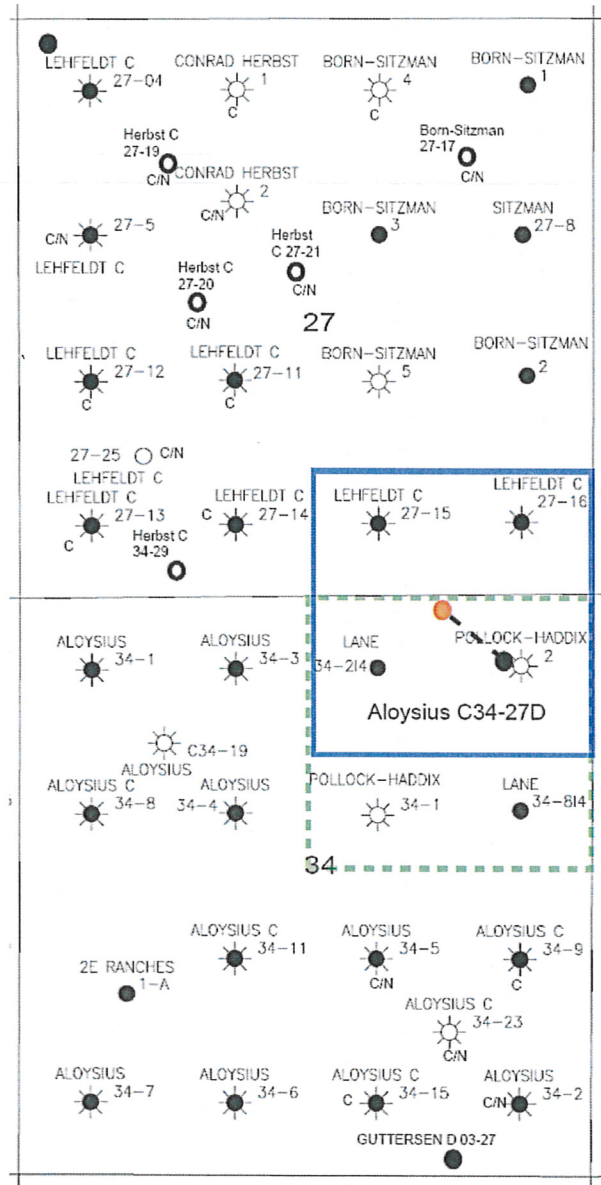 LEHFELDT C
27-04
CONRAD HERBST
1
C
BORN-SITZMAN
4
C
BORN-SITZMAN
1
Herbst C
27-19
C/N
Born-Sitzman
27-17
C/N
CONRAD HERBST
2
C/N
C/N
27-5
LEHFELDT C
BORN-SITZMAN
3
SITZMAN
27-8
Herbst
C 27-21
C/N
Herbst C
27-20
C/N
27
LEHFELDT C
27-12
C
LEHFELDT C
27-11
C
BORN-SITZMAN
5
BORN-SITZMAN
2
27-25
C/N
LEHFELDT C
LEHFELDT C
27-13
C
Herbst C
34-29
LEHFELDT C
C
27-14
LEHFELDT C
27-15
LEHFELDT C
27-16
ALOYSIUS
34-1
ALOYSIUS
34-3
LANE
34-2I4
POLLOCK-HADDIX
2
Aloysius C34-27D
C34-19
ALOYSIUS
ALOYSIUS C
34-8
ALOYSIUS
34-4
POLLOCK-HADDIX
34-1
LANE
34-8I4
34
ALOYSIUS C
34-11
ALOYSIUS
34-5
C/N
ALOYSIUS C
34-9
C
2E RANCHES
1-A
ALOYSIUS C
34-23
C/N
ALOYSIUS
34-7
ALOYSIUS
34-6
ALOYSIUS C
C
34-15
ALOYSIUS
C/N
34-2
GUTTERSEN D 03-27